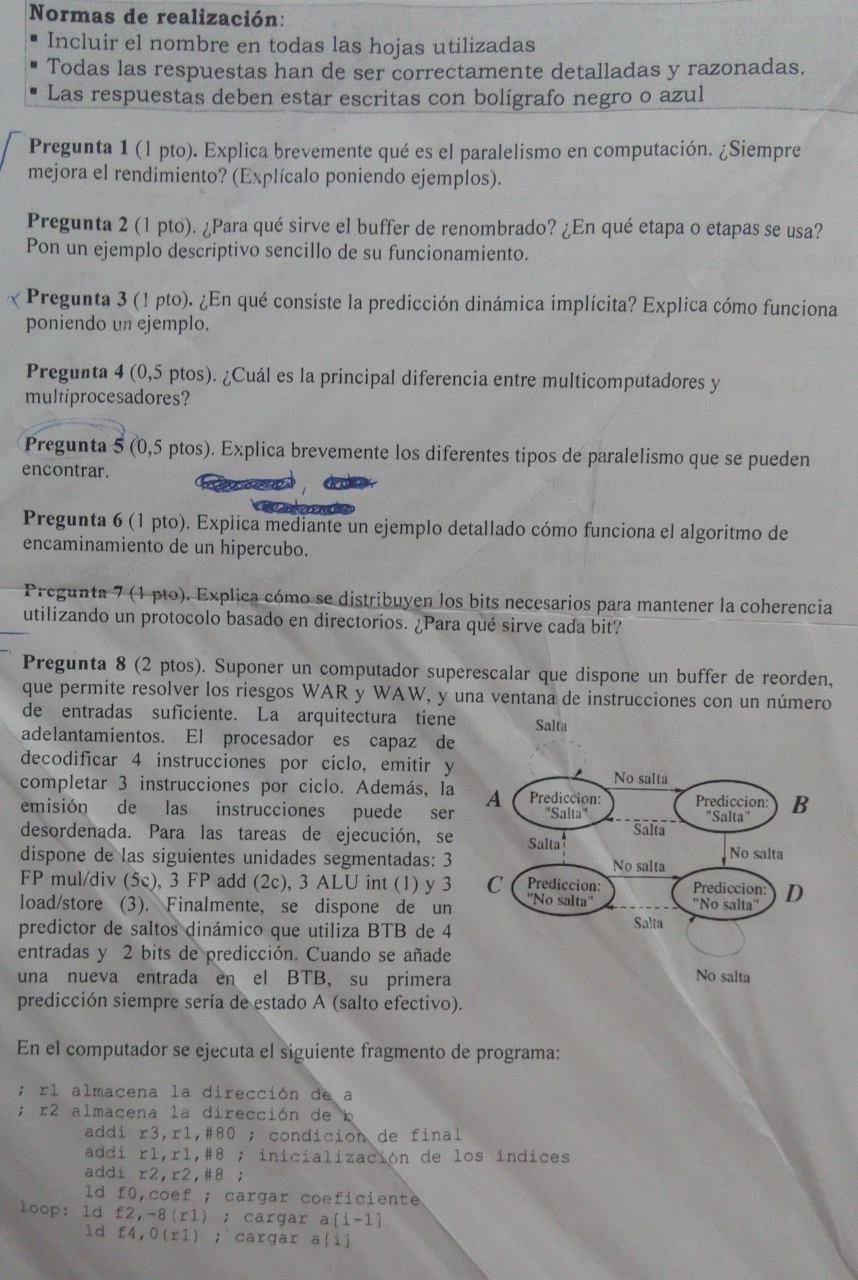 Normas de realización:
▪ Incluir el nombre en todas las hojas utilizadas
▪ Todas las respuestas han de ser correctamente detalladas y razonadas.
▪ Las respuestas deben estar escritas con bolígrafo negro o azul
Pregunta 1 (1 pto). Explica brevemente qué es el paralelismo en computación. ¿Siempre
mejora el rendimiento? (Explícalo poniendo ejemplos).
Pregunta 2 (1 pto). ¿Para qué sirve el buffer de renombrado? ¿En qué etapa o etapas se usa?
Pon un ejemplo descriptivo sencillo de su funcionamiento.
Pregunta 3 (1 pto). ¿En qué consiste la predicción dinámica implícita? Explica cómo funciona
poniendo un ejemplo.
Pregunta 4 (0,5 ptos). ¿Cuál es la principal diferencia entre multicomputadores y
multiprocesadores?
Pregunta 5 (0,5 ptos). Explica brevemente los diferentes tipos de paralelismo que se pueden
encontrar.
Pregunta 6 (1 pto). Explica mediante un ejemplo detallado cómo funciona el algoritmo de
encaminamiento de un hipercubo.
Pregunta 7 (1 pto). Explica cómo se distribuyen los bits necesarios para mantener la coherencia
utilizando un protocolo basado en directorios. ¿Para qué sirve cada bit?
Pregunta 8 (2 ptos). Suponer un computador superescalar que dispone un buffer de reorden,
que permite resolver los riesgos WAR y WAW, y una ventana de instrucciones con un número
de entradas suficiente. La arquitectura tiene
adelantamientos. El procesador es capaz de
decodificar 4 instrucciones por ciclo, emitir y
completar 3 instrucciones por ciclo. Además, la
emisión de las instrucciones puede ser
desordenada. Para las tareas de ejecución, se
dispone de las siguientes unidades segmentadas: 3
FP mul/div (5c), 3 FP add (2c), 3 ALU int (1) y 3
load/store (3). Finalmente, se dispone de un
predictor de saltos dinámico que utiliza BTB de 4
entradas y 2 bits de predicción. Cuando se añade
una nueva entrada en el BTB, su primera
predicción siempre sería de estado A (salto efectivo).
Salta
No salta
A
Prediccion:
"Salta"
Prediccion:
"Salta"
B
Salta
Salta
No salta
No salta
C
Prediccion:
"No salta"
Prediccion:
"No salta"
D
Salta
No salta
En el computador se ejecuta el siguiente fragmento de programa:
; r1 almacena la dirección de a
; r2 almacena la dirección de b
addi r3,r1,#80 ; condicion de final
addi r1,r1,#8 ; inicialización de los indices
addi r2,r2,#8 ;
ld f0,coef ; cargar coeficiente
loop: ld f2,-8(r1) ; cargar a[i-1]
ld f4,0(r1) ; cargar a[i]